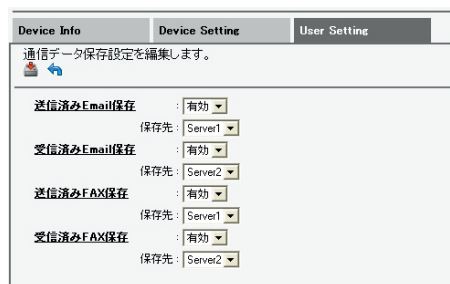 Device Info Device Setting User Setting
通信データ保存設定を編集します。
送信済みEmail保存 : 有効
保存先 : Server1
受信済みEmail保存 : 有効
保存先 : Server2
送信済みFAX保存 : 有効
保存先 : Server1
受信済みFAX保存 : 有効
保存先 : Server2